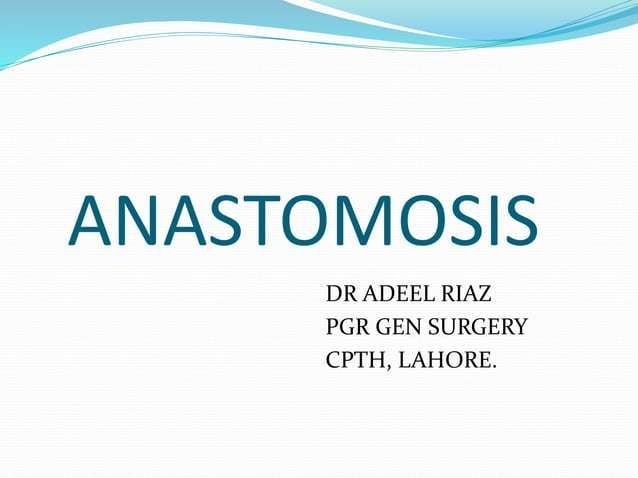 ANASTOMOSIS
DR ADEEL RIAZ
PGR GEN SURGERY
CPTH, LAHORE.